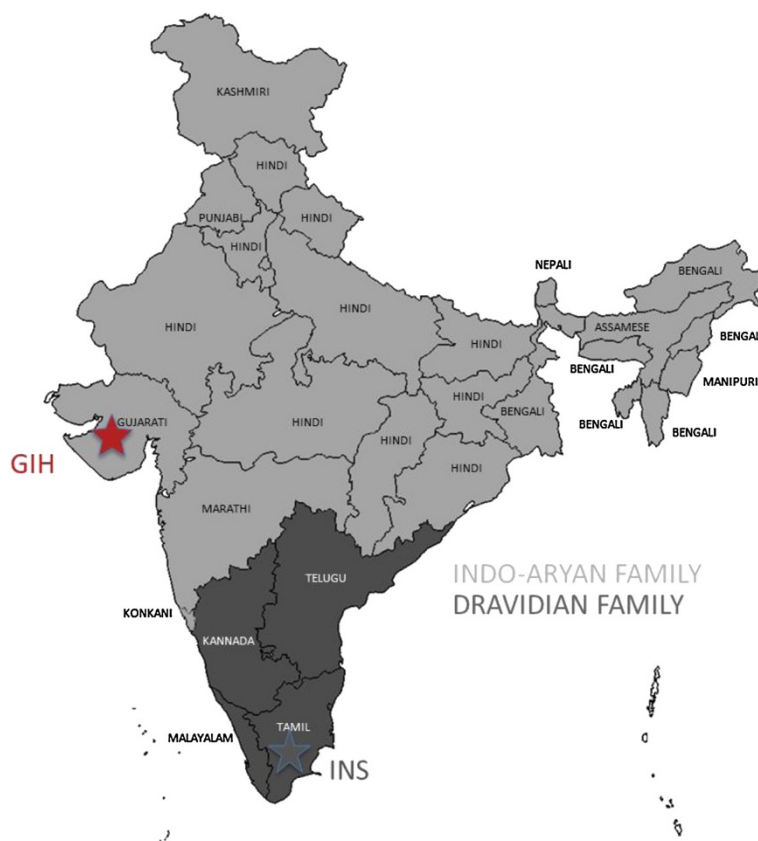 KASHMIRI
HINDI
PUNJABI
HINDI
HINDI
NEPALI
BENGALI
HINDI
HINDI
ASSAMESE
HINDI
BENGAL
BENGALI
MANIPURI
GUJARATI
HINDI
HINDI
BENGALI
BENGALI
BENGALI
HINDI
HINDI
GIH
MARATHI
TELUGU
INDO-ARYAN FAMILY
DRAVIDIAN FAMILY
KONKANI
KANNADA
TAMIL
MALAYALAM
INS